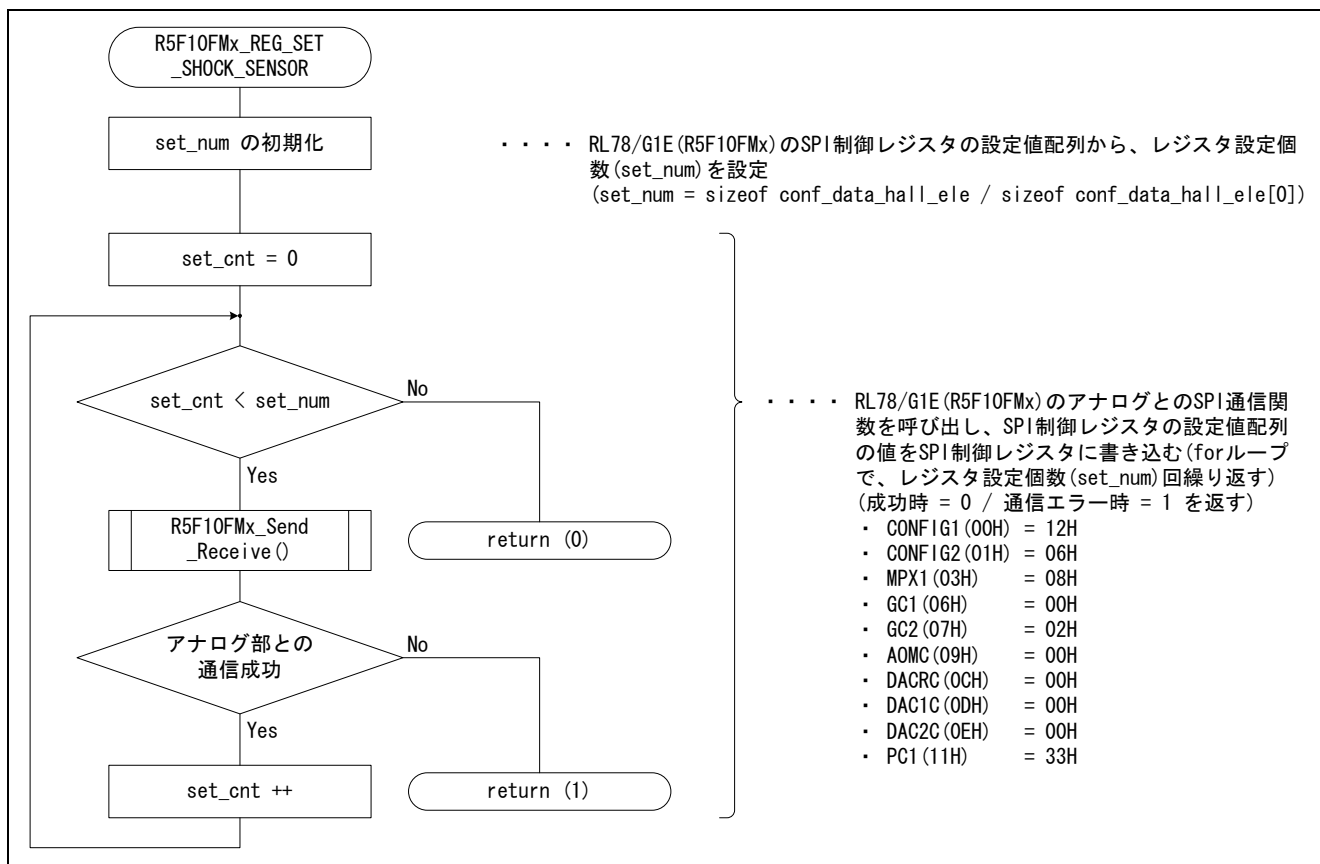 R5F10FMx_REG_SET
_SHOCK_SENSOR
set_num の初期化
・・・・ RL78/G1E(R5F10FMx)のSPI制御レジスタの設定値配列から、レジスタ設定個
数(set_num)を設定
(set_num = sizeof conf_data_hall_ele / sizeof conf_data_hall_ele[0])
set_cnt = 0
set_cnt < set_num
No
Yes
R5F10FMx_Send
_Receive()
return (0)
アナログ部との
通信成功
No
Yes
set_cnt ++
return (1)
・・・・ RL78/G1E(R5F10FMx)のアナログとのSPI通信関
数を呼び出し、SPI制御レジスタの設定値配列
の値をSPI制御レジスタに書き込む(forループ
で、レジスタ設定個数(set_num)回繰り返す)
(成功時 = 0 / 通信エラー時 = 1 を返す)
・ CONFIG1(00H) = 12H
・ CONFIG2(01H) = 06H
・ MPX1(03H) = 08H
・ GC1(06H) = 00H
・ GC2(07H) = 02H
・ AOMC(09H) = 00H
・ DACRC(0CH) = 00H
・ DAC1C(0DH) = 00H
・ DAC2C(0EH) = 00H
・ PC1(11H) = 33H